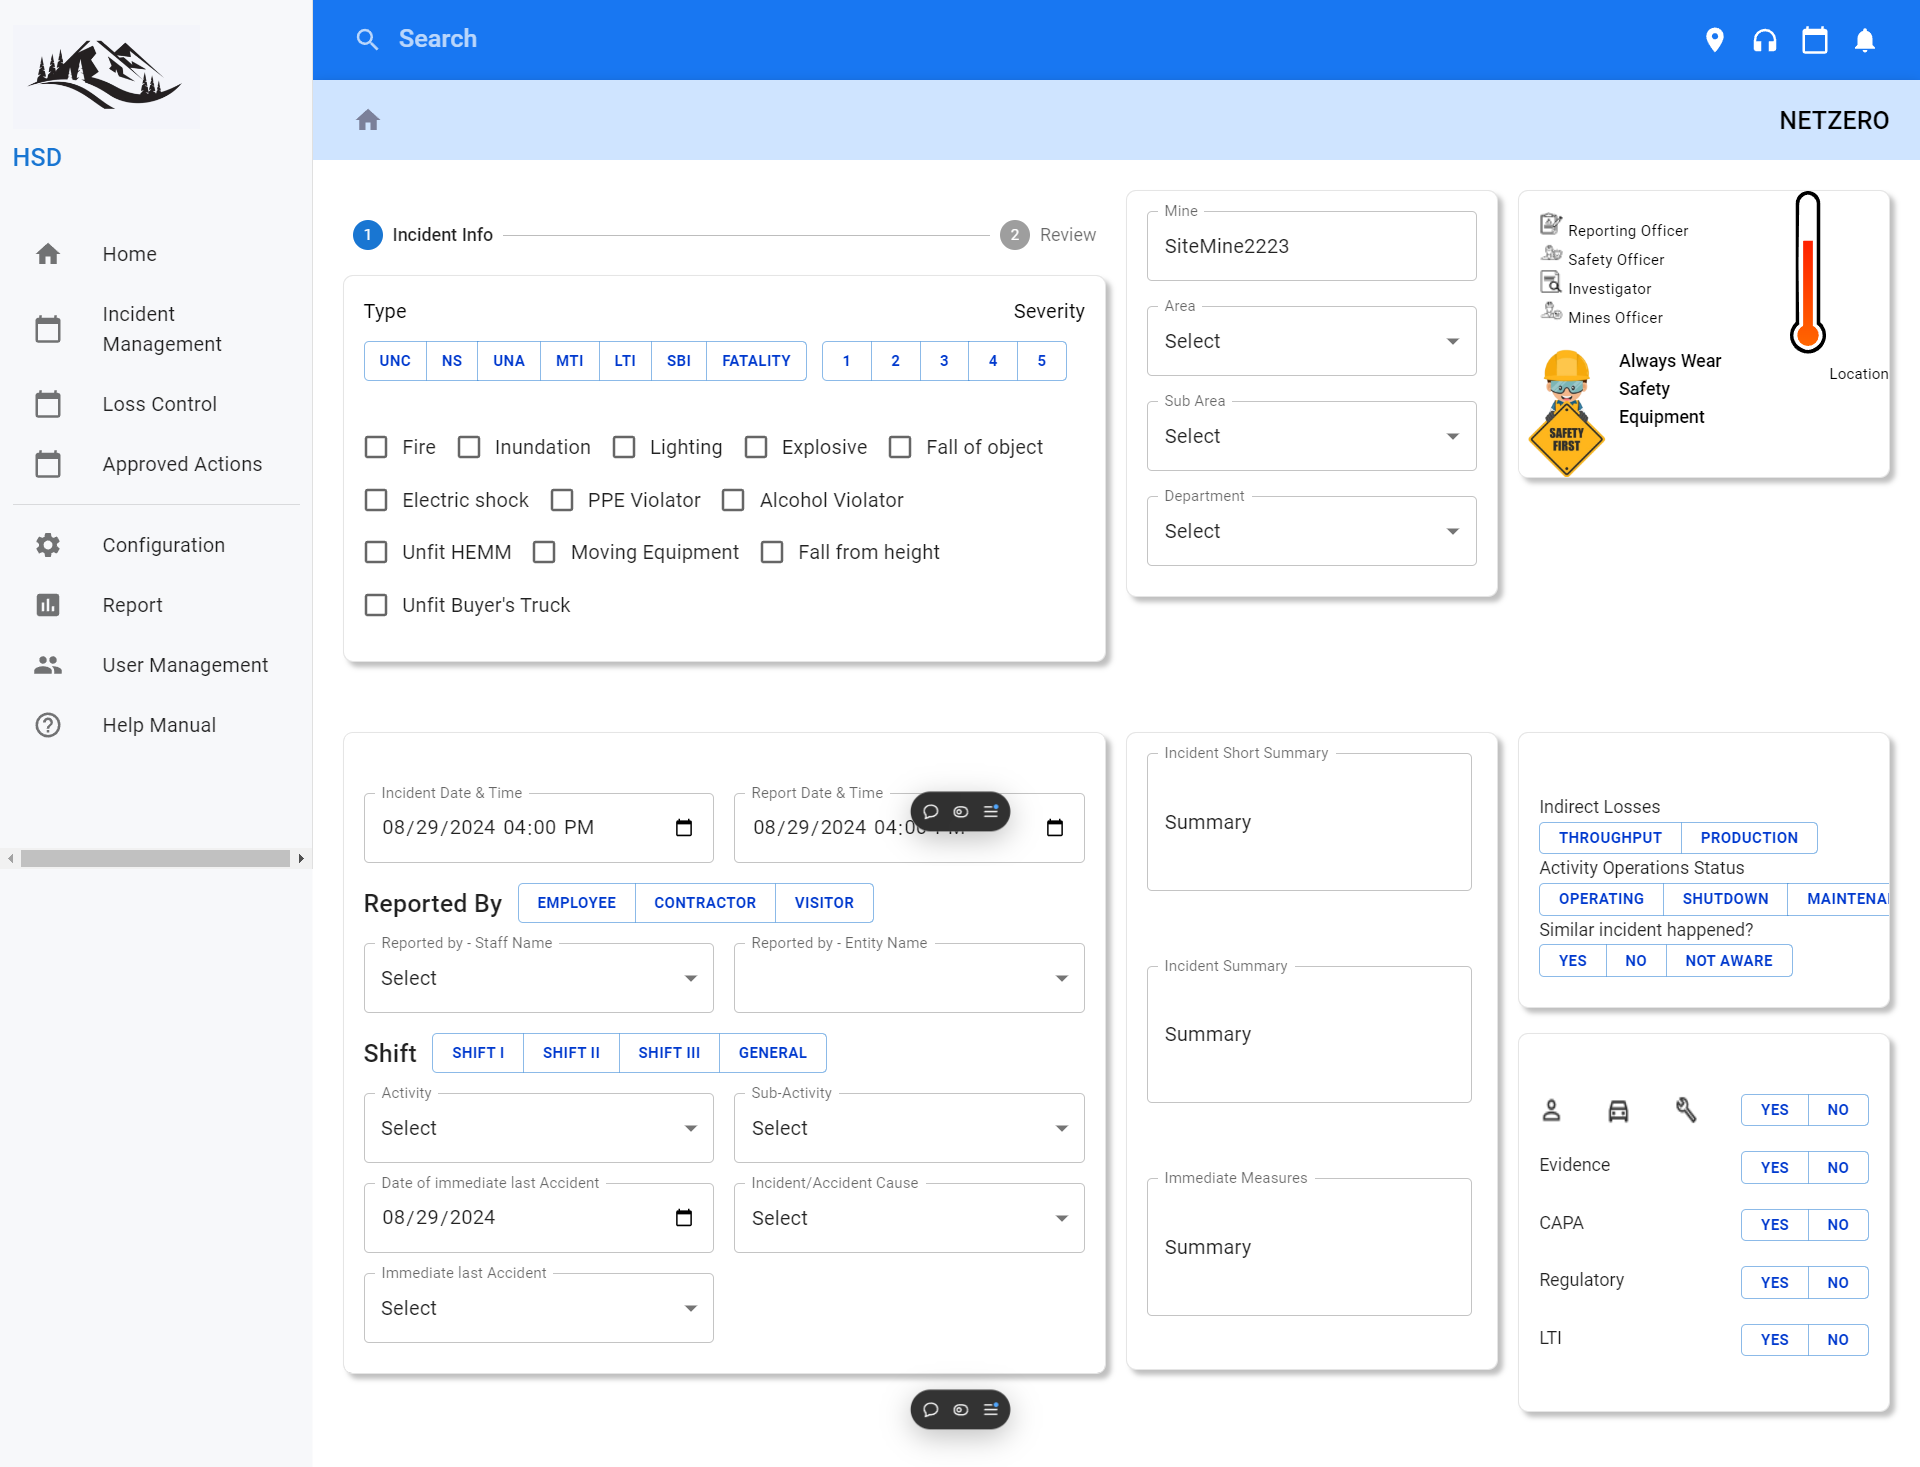 Search
HSD
NETZERO
Home
Incident
Management
Loss Control
Approved Actions
Configuration
Report
User Management
Help Manual
1 Incident Info
2 Review
Type
Severity
UNC NS UNA MTI LTI SBI FATALITY
1 2 3 4 5
Fire Inundation Lighting Explosive Fall of object
Electric shock PPE Violator Alcohol Violator
Unfit HEMM Moving Equipment Fall from height
Unfit Buyer's Truck
Mine
SiteMine2223
Area
Select
Sub Area
Select
Department
Select
Reporting Officer
Safety Officer
Investigator
Mines Officer
Always Wear
Safety
Equipment
SAFETY
FIRST
Location
Incident Date & Time
08/29/2024 04:00 PM
Report Date & Time
08/29/2024 04:00 PM
Reported By EMPLOYEE CONTRACTOR VISITOR
Reported by - Staff Name
Select
Reported by - Entity Name
Shift SHIFT I SHIFT II SHIFT III GENERAL
Activity
Select
Sub-Activity
Select
Date of immediate last Accident
08/29/2024
Incident/Accident Cause
Select
Immediate last Accident
Select
Incident Short Summary
Summary
Incident Summary
Summary
Immediate Measures
Summary
Indirect Losses
THROUGHPUT PRODUCTION
Activity Operations Status
OPERATING SHUTDOWN MAINTENA
Similar incident happened?
YES NO NOT AWARE
YES NO
Evidence YES NO
CAPA YES NO
Regulatory YES NO
LTI YES NO